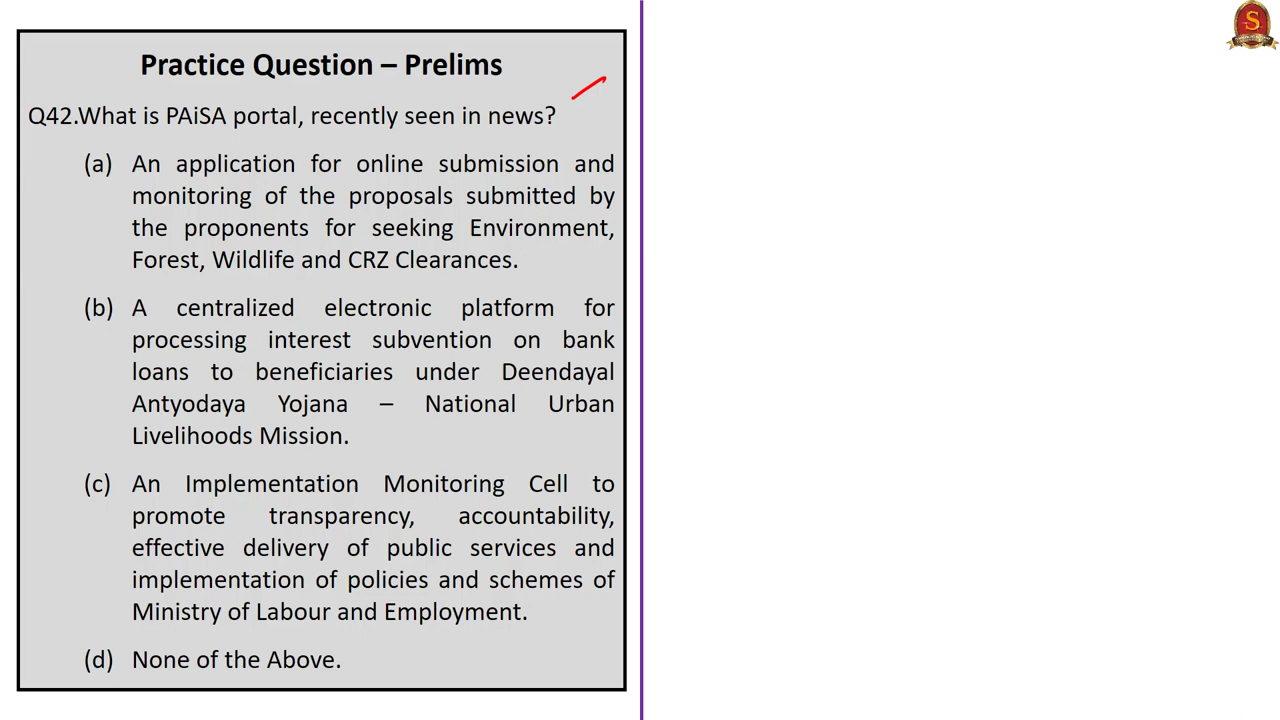 Practice Question – Prelims
Q42.What is PAiSA portal, recently seen in news?
(a) An application for online submission and
monitoring of the proposals submitted by
the proponents for seeking Environment,
Forest, Wildlife and CRZ Clearances.
(b) A centralized electronic platform for
processing interest subvention on bank
loans to beneficiaries under Deendayal
Antyodaya Yojana – National Urban
Livelihoods Mission.
(c) An Implementation Monitoring Cell to
promote transparency, accountability,
effective delivery of public services and
implementation of policies and schemes of
Ministry of Labour and Employment.
(d) None of the Above.
S